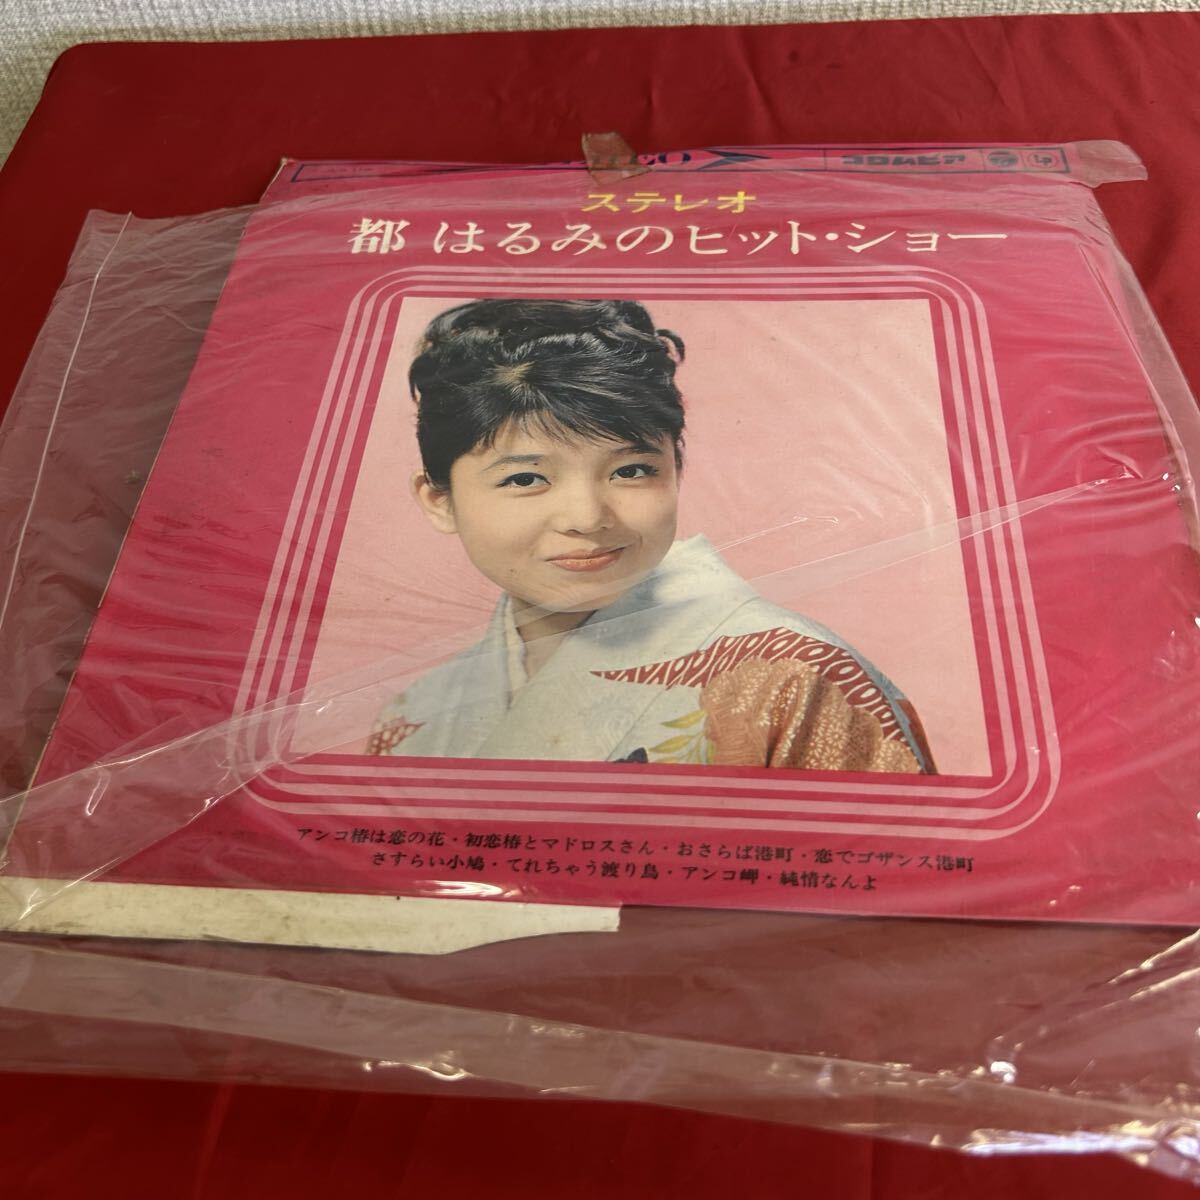 コロムビア LP
ステレオ
都 はるみのヒット・ショー
アンコ椿は恋の花・初恋椿とマドロスさん・おさらば港町・恋でゴザンス港町
さすらい小鳩・てれちゃう渡り鳥・アンコ岬・純情なんよ